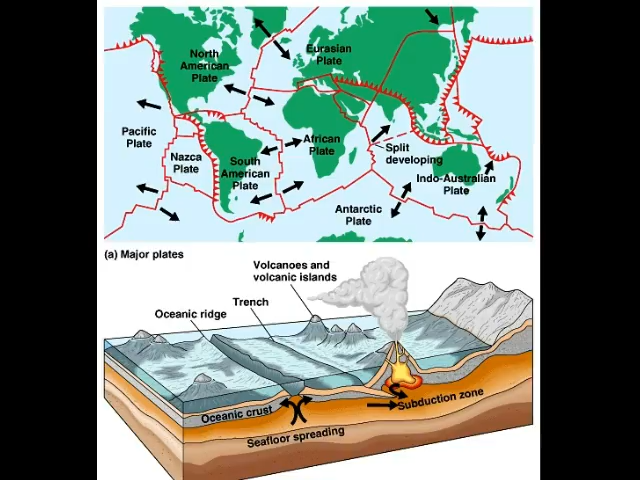 North
American
Plate
Eurasian
Plate
Pacific
Plate
Nazca
Plate
South
American
Plate
African
Plate
Split
developing
Indo-Australian
Plate
Antarctic
Plate
(a) Major plates
Volcanoes and
volcanic islands
Trench
Oceanic ridge
Oceanic crust
Seafloor spreading
Subduction zone